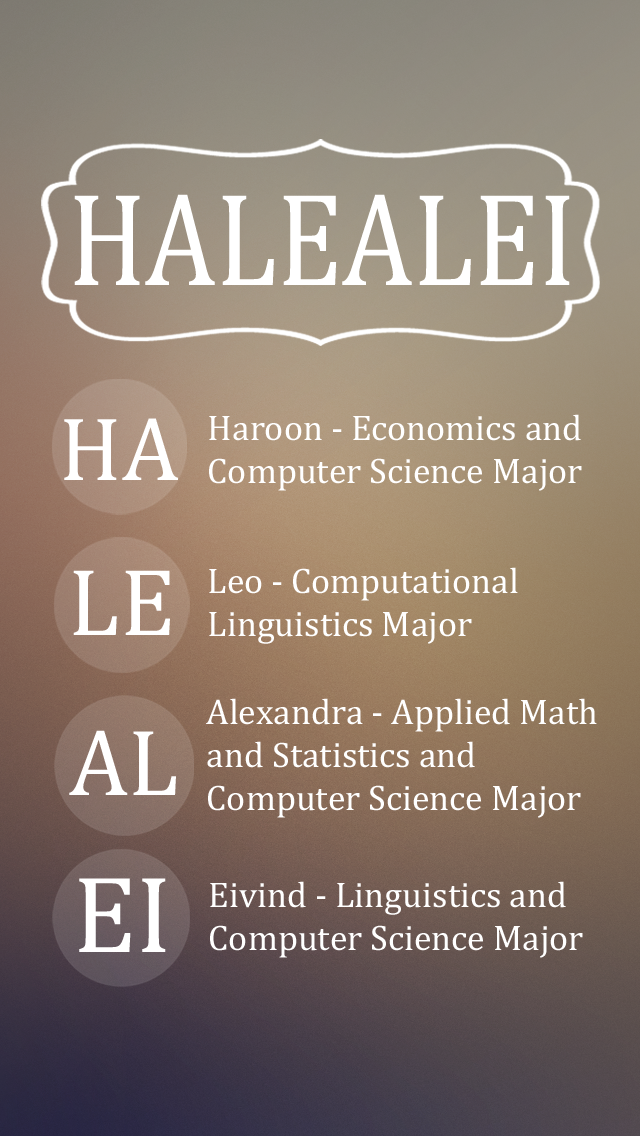 HALEALEI
HA
Haroon - Economics and
Computer Science Major
LE
Leo - Computational
Linguistics Major
AL
Alexandra - Applied Math
and Statistics and
Computer Science Major
EI
Eivind - Linguistics and
Computer Science Major